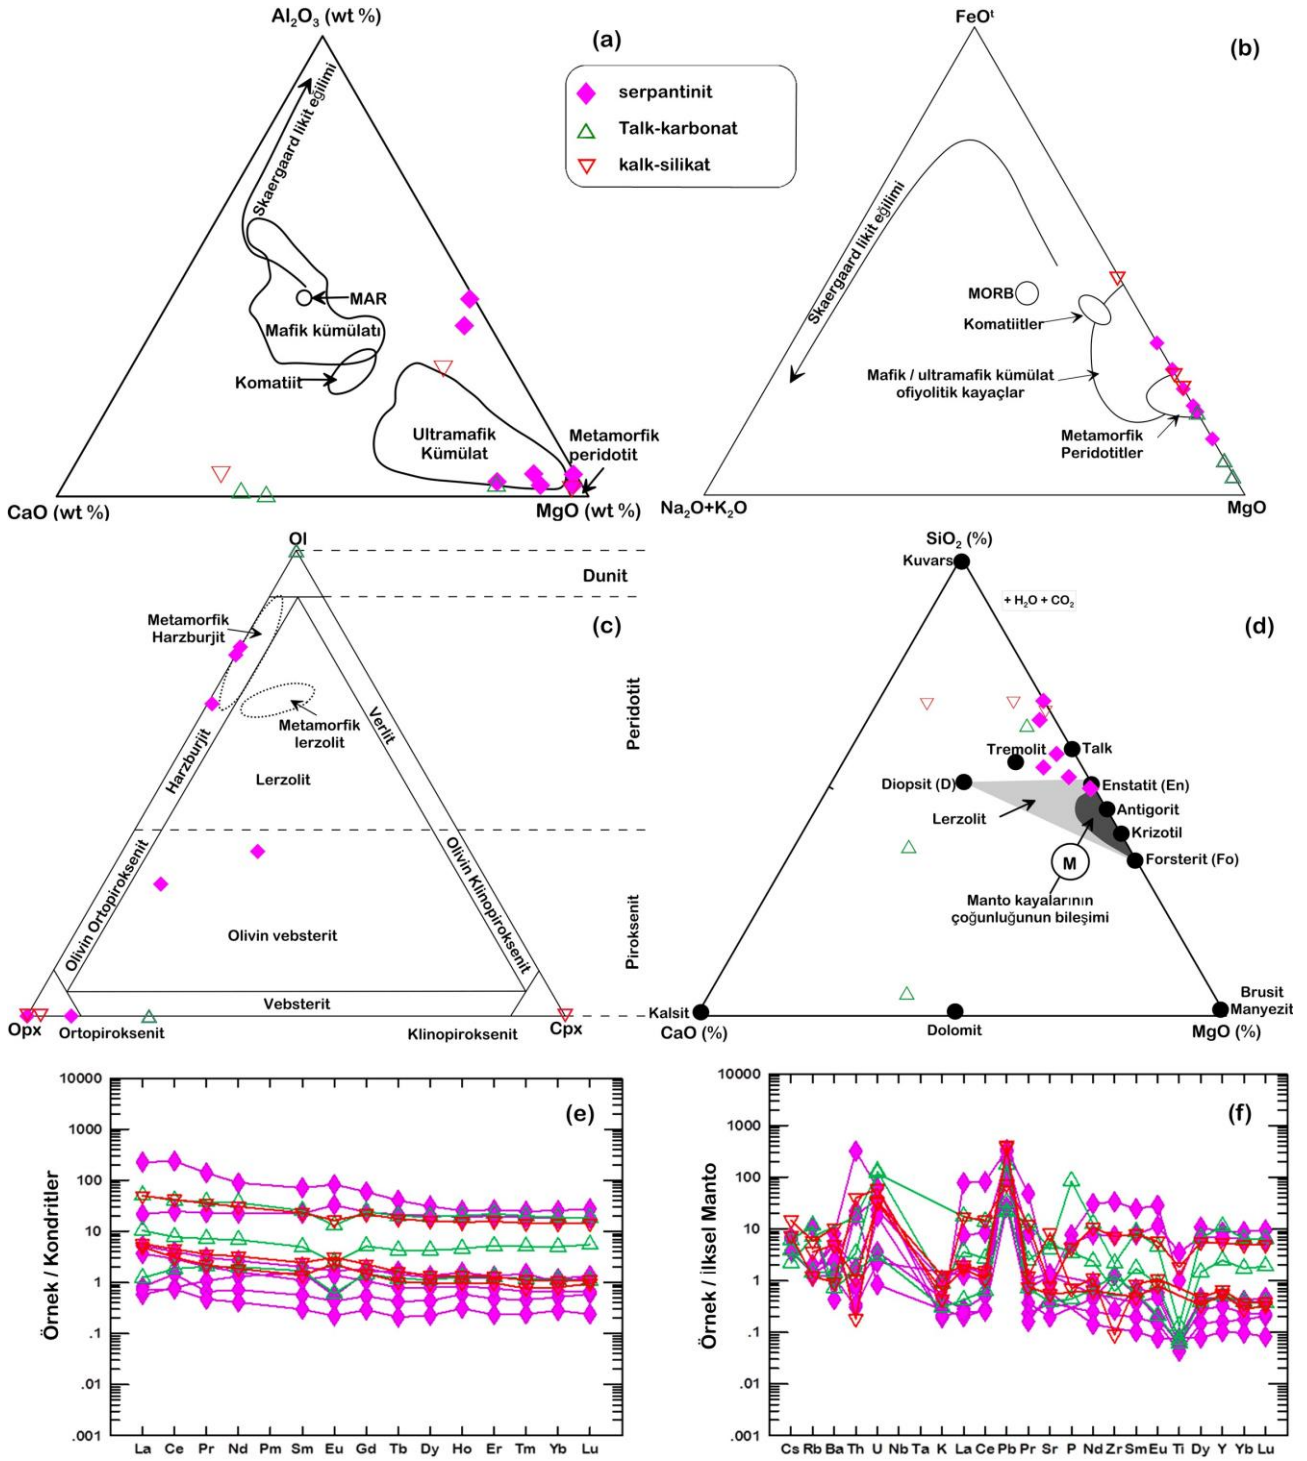 Al₂O₃ (wt %)
(a)
Skaergaard likit eğilimi
MAR
Mafik kümülatı
Komatiit
Ultramafik
Kümülat
Metamorfik
peridotit
CaO (wt %)
MgO (wt %)
serpantinit
Talk-karbonat
kalk-silikat
FeOᵗ
(b)
Skaergaard likit eğilimi
MORB
Komatiitler
Mafik / ultramafik kümülat
ofiyolitik kayaçlar
Metamorfik
Peridotitler
Na₂O+K₂O
MgO
Ol
Dunit
(c)
Metamorfik
Harzburjit
Metamorfik
lerzolit
Verlit
Peridotit
Harzburjit
Lerzolit
Olivin Ortopiroksenit
Olivin Klinopiroksenit
Olivin vebsterit
Piroksenit
Vebsterit
Opx
Ortopiroksenit
Klinopiroksenit
Cpx
SiO₂ (%)
Kuvars
+ H₂O + CO₂
(d)
Tremolit
Talk
Diopsit (D)
Enstatit (En)
Lerzolit
Antigorit
Krizotil
M
Forsterit (Fo)
Manto kayalarının
çoğunluğunun bileşimi
Kalsit
Brusit
Manyezit
CaO (%)
Dolomit
MgO (%)
(e)
Örnek / Kondritler
10000
1000
100
10
1
.1
.01
.001
La Ce Pr Nd Pm Sm Eu Gd Tb Dy Ho Er Tm Yb Lu
(f)
Örnek / ilksel Manto
10000
1000
100
10
1
.1
.01
.001
Cs Rb Ba Th U Nb Ta K La Ce Pb Pr Sr P Nd Zr Sm Eu Ti Dy Y Yb Lu